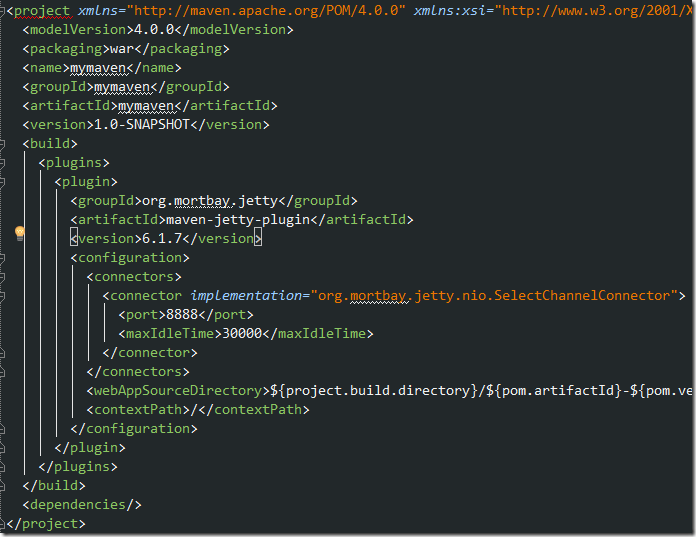 <project xmlns="http://maven.apache.org/POM/4.0.0" xmlns:xsi="http://www.w3.org/2001/X
<modelVersion>4.0.0</modelVersion>
<packaging>war</packaging>
<name>mymaven</name>
<groupId>mymaven</groupId>
<artifactId>mymaven</artifactId>
<version>1.0-SNAPSHOT</version>
<build>
<plugins>
<plugin>
<groupId>org.mortbay.jetty</groupId>
<artifactId>maven-jetty-plugin</artifactId>
<version>6.1.7</version>
<configuration>
<connectors>
<connector implementation="org.mortbay.jetty.nio.SelectChannelConnector">
<port>8888</port>
<maxIdleTime>30000</maxIdleTime>
</connector>
</connectors>
<webAppSourceDirectory>${project.build.directory}/${pom.artifactId}-${pom.ve
<contextPath>/</contextPath>
</configuration>
</plugin>
</plugins>
</build>
<dependencies/>
</project>